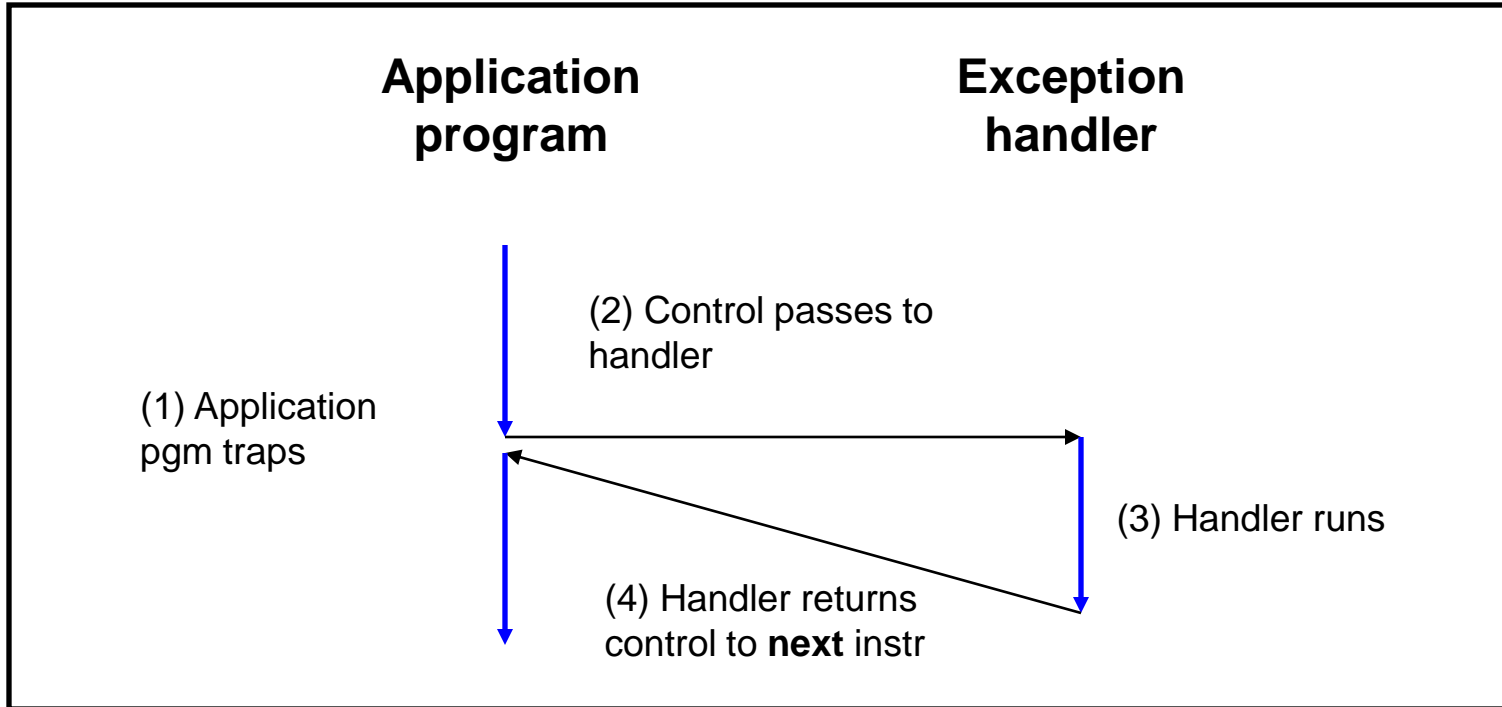 Application
program
Exception
handler
(2) Control passes to
handler
(1) Application
pgm traps
(3) Handler runs
(4) Handler returns
control to next instr